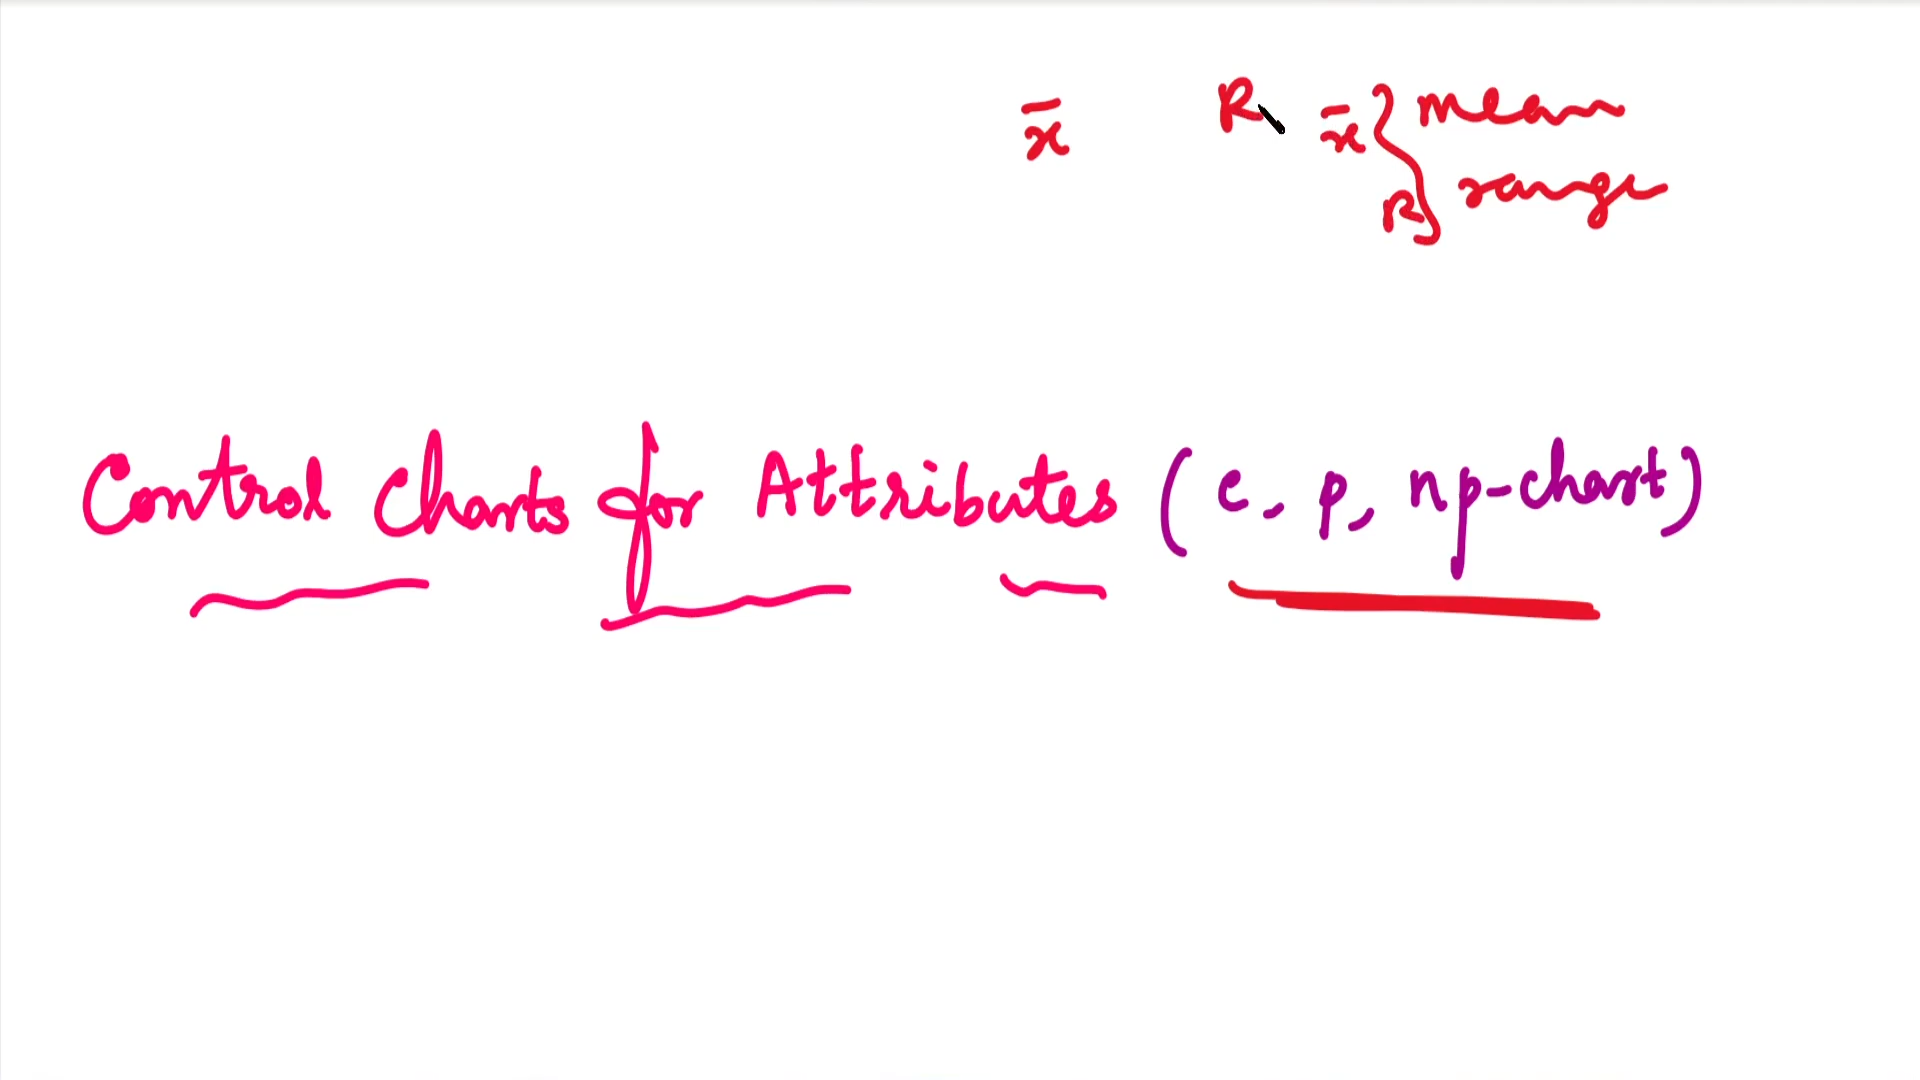 x̄ R x̄ } mean
R } range
Control Charts for Attributes (c, p, np-chart)